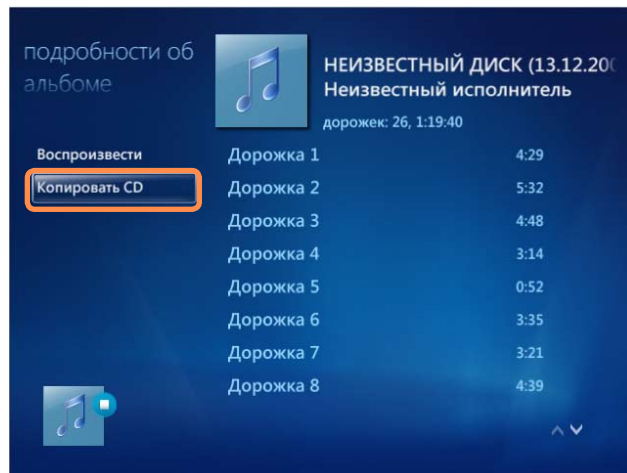 подробности об
альбоме
НЕИЗВЕСТНЫЙ ДИСК (13.12.200
Неизвестный исполнитель
дорожек: 26, 1:19:40
Воспроизвести
Копировать CD
Дорожка 1 4:29
Дорожка 2 5:32
Дорожка 3 4:48
Дорожка 4 3:14
Дорожка 5 0:52
Дорожка 6 3:35
Дорожка 7 3:21
Дорожка 8 4:39